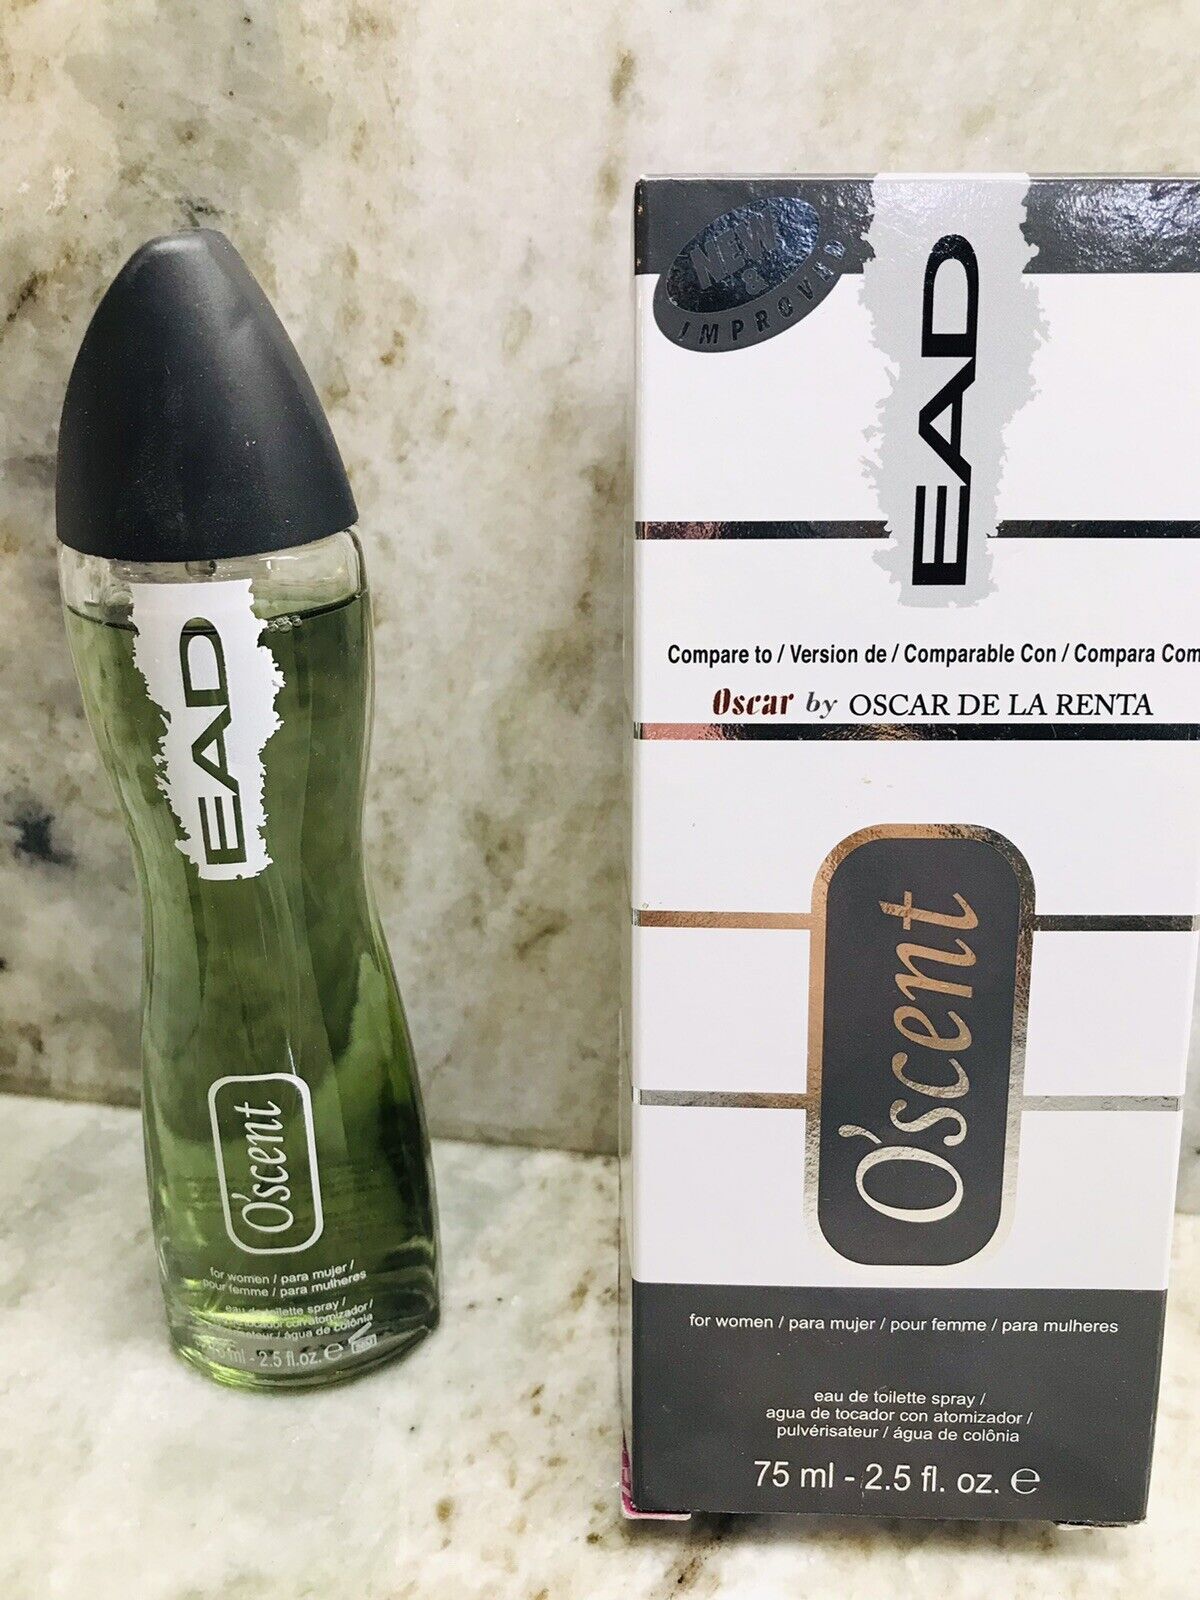 EAD
O'scent
for women / para mujer /
pour femme / para mulheres
eau de toilette spray /
/ água de colônia
ml - 2.5 fl.oz. e
NEW
&
IMPROVED
EAD
Compare to / Version de / Comparable Con / Compara Com
Oscar by OSCAR DE LA RENTA
O'scent
for women / para mujer / pour femme / para mulheres
eau de toilette spray /
agua de tocador con atomizador /
pulvérisateur / água de colônia
75 ml - 2.5 fl. oz. e